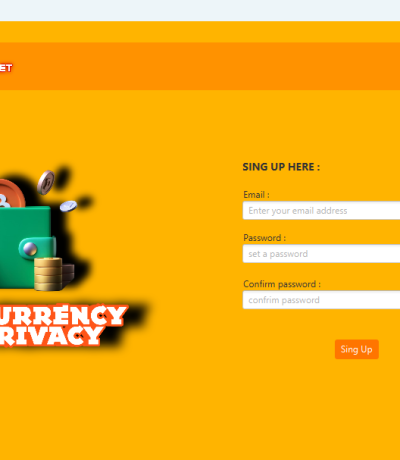 ET
SING UP HERE :
Email :
Enter your email address
Password :
set a password
Confirm password :
confrim password
Sing Up
URRENCY
RIVACY